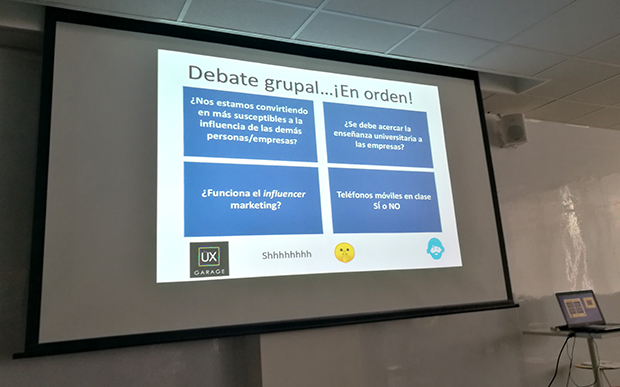 Debate grupal...¡En orden!
¿Nos estamos convirtiendo
en más susceptibles a la
influencia de las demás
personas/empresas?
¿Se debe acercar la
enseñanza universitaria a
las empresas?
¿Funciona el influencer
marketing?
Teléfonos móviles en clase
SÍ o NO
UX
GARAGE
Shhhhhhhh